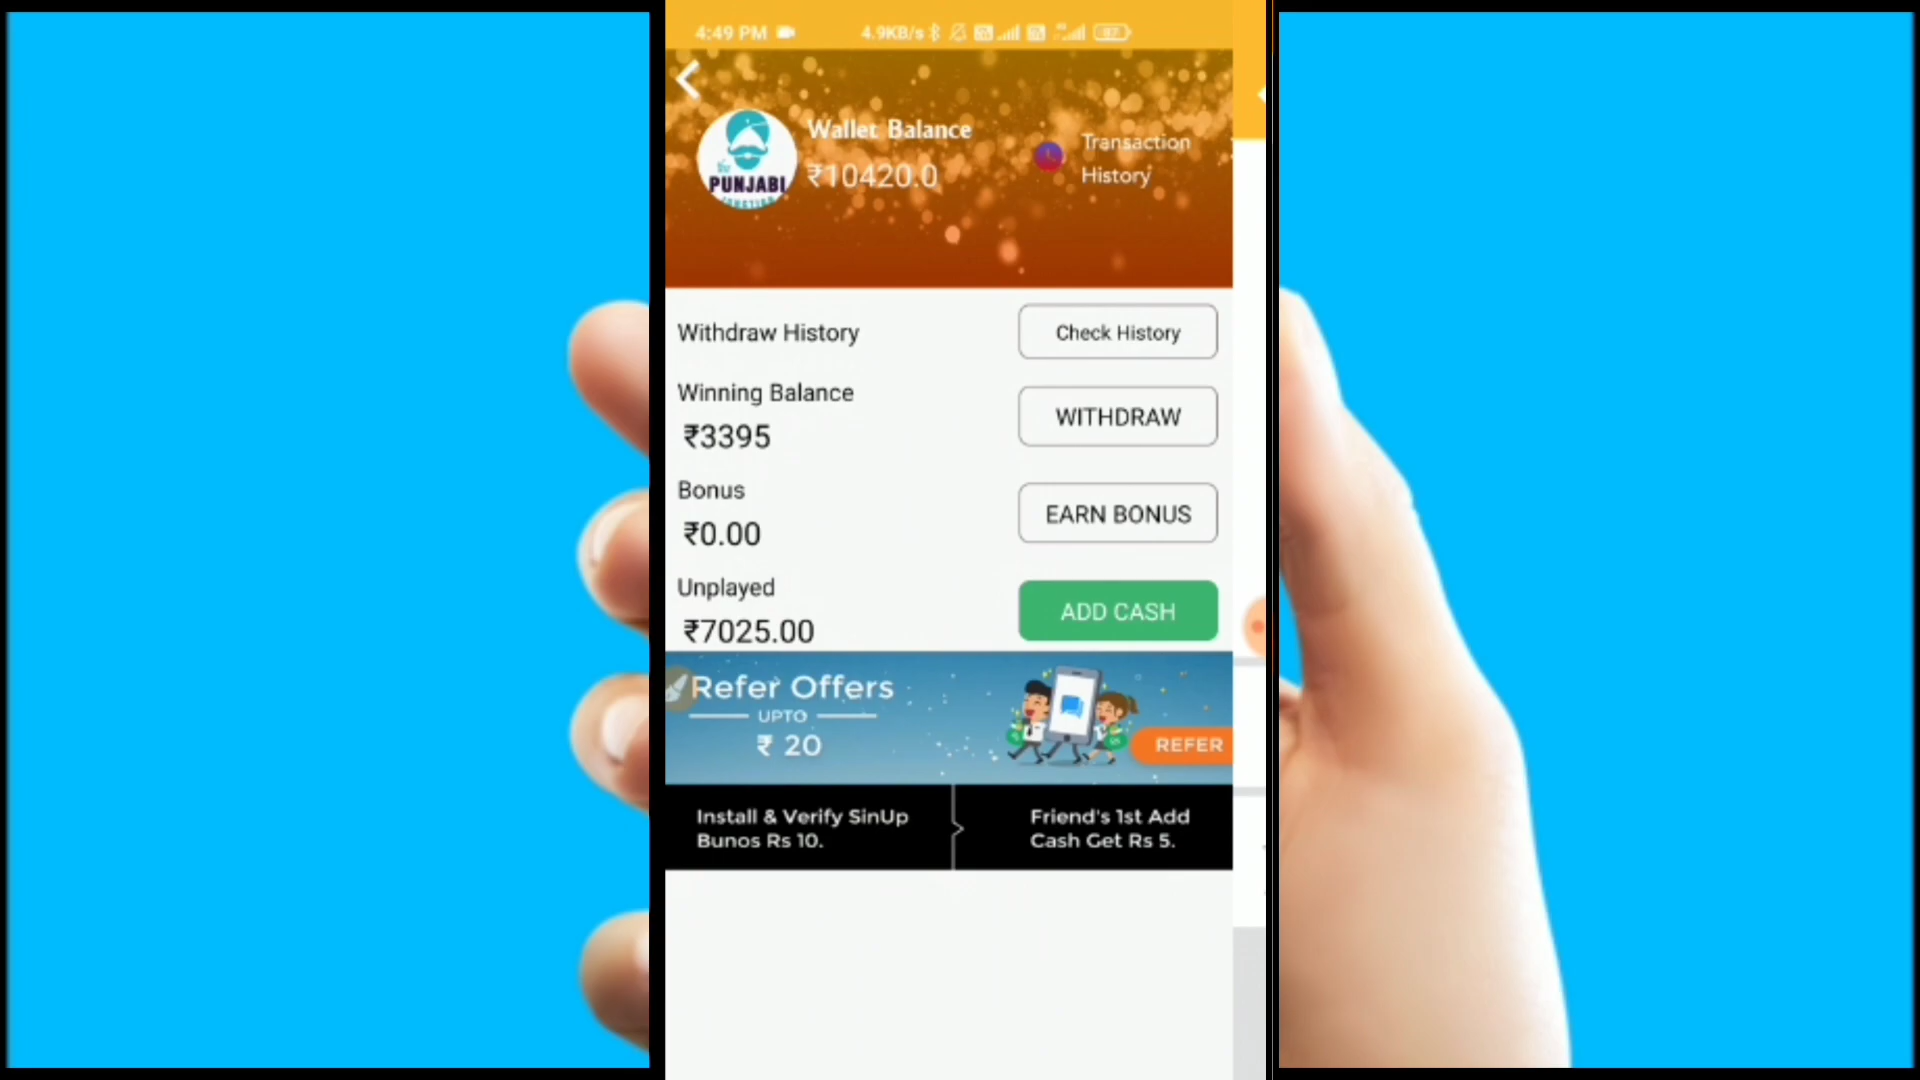 4:49 PM
4.9KB/s
87
Wallet Balance
₹10420.0
Transaction
History
PUNJABI
Withdraw History
Check History
Winning Balance
₹3395
WITHDRAW
Bonus
₹0.00
EARN BONUS
Unplayed
₹7025.00
ADD CASH
Refer Offers
UPTO
₹ 20
REFER
Install & Verify SinUp
Bunos Rs 10.
Friend's 1st Add
Cash Get Rs 5.